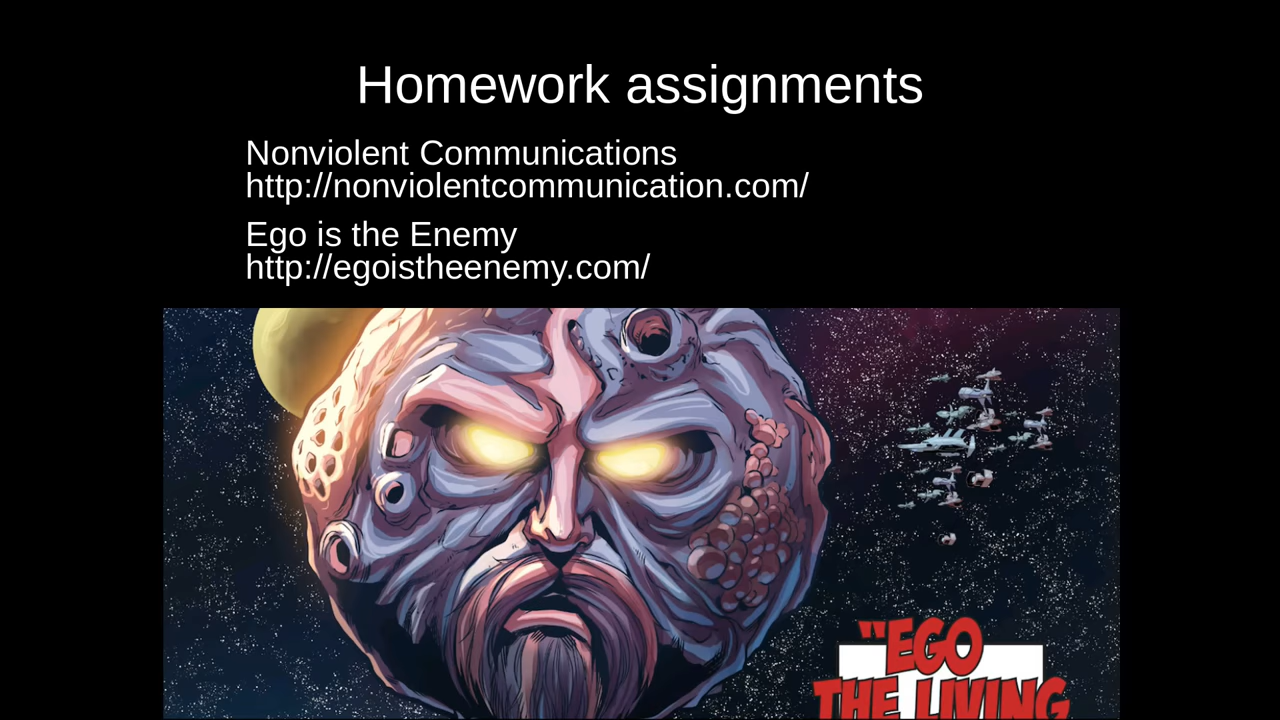 Homework assignments
Nonviolent Communications
http://nonviolentcommunication.com/
Ego is the Enemy
http://egoistheenemy.com/
"EGO
THE LIVING